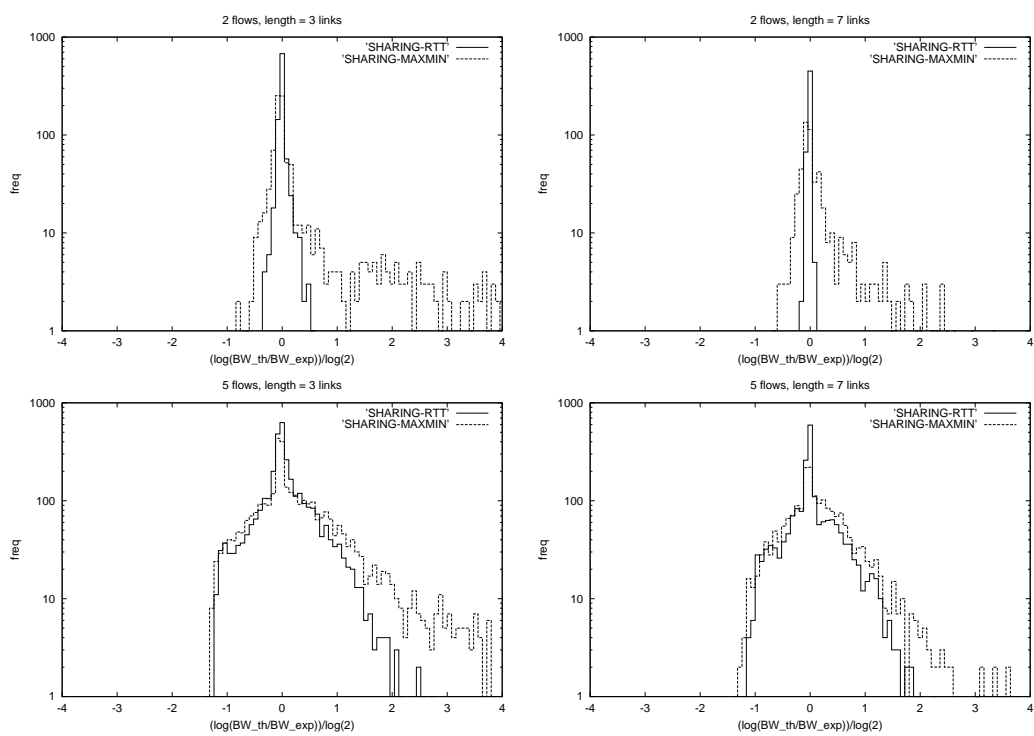 2 flows, length = 3 links
1000
100
10
1
freq
'SHARING-RTT'
'SHARING-MAXMIN'
-4 -3 -2 -1 0 1 2 3 4
(log(BW_th/BW_exp))/log(2)
2 flows, length = 7 links
1000
100
10
1
freq
'SHARING-RTT'
'SHARING-MAXMIN'
-4 -3 -2 -1 0 1 2 3 4
(log(BW_th/BW_exp))/log(2)
5 flows, length = 3 links
1000
100
10
1
freq
'SHARING-RTT'
'SHARING-MAXMIN'
-4 -3 -2 -1 0 1 2 3 4
(log(BW_th/BW_exp))/log(2)
5 flows, length = 7 links
1000
100
10
1
freq
'SHARING-RTT'
'SHARING-MAXMIN'
-4 -3 -2 -1 0 1 2 3 4
(log(BW_th/BW_exp))/log(2)